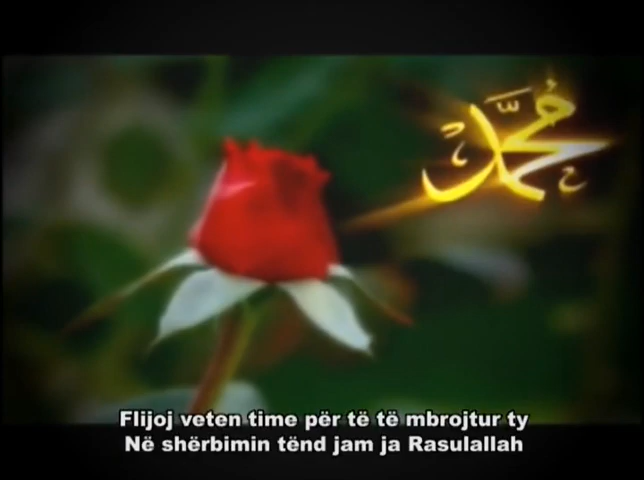 محمد
Flijoj veten time për të të mbrojtur ty
Në shërbimin tënd jam ja Rasulallah